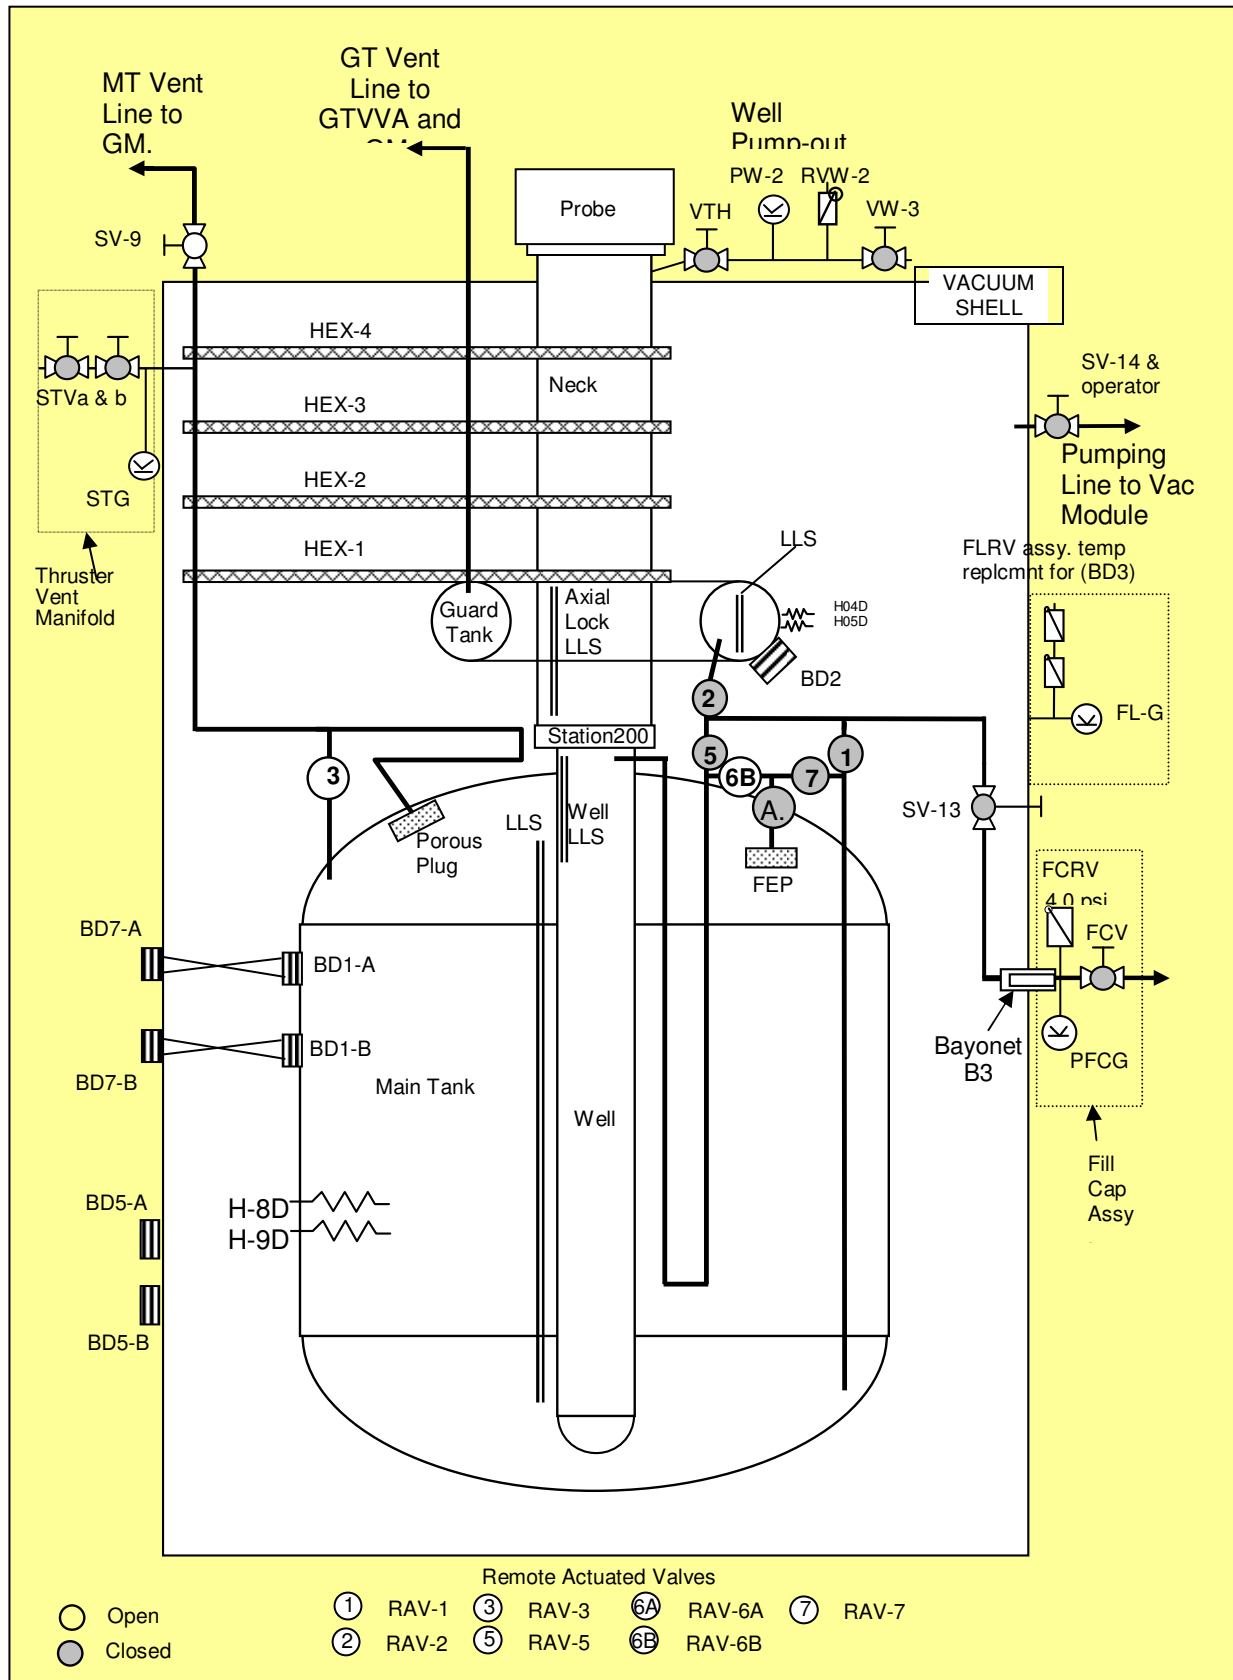 MT Vent
Line to
GM.
GT Vent
Line to
GTVVA and
Well
Pump-out
PW-2
RVW-2
VTH
VW-3
Probe
SV-9
VACUUM
SHELL
HEX-4
STVa & b
Neck
SV-14 &
operator
HEX-3
Pumping
Line to Vac
Module
HEX-2
STG
LLS
HEX-1
FLRV assy. temp
replcmnt for (BD3)
Thruster
Vent
Manifold
Guard
Tank
Axial
Lock
LLS
H04D
H05D
BD2
2
FL-G
Station200
5
1
3
6B
7
A.
SV-13
LLS
Well
LLS
Porous
Plug
FEP
FCRV
4.0 psi
FCV
BD7-A
BD1-A
BD1-B
BD7-B
Bayonet
B3
PFCG
Main Tank
Well
Fill
Cap
Assy
BD5-A
H-8D
H-9D
BD5-B
Remote Actuated Valves
Open
1 RAV-1 3 RAV-3 6A RAV-6A 7 RAV-7
Closed
2 RAV-2 5 RAV-5 6B RAV-6B